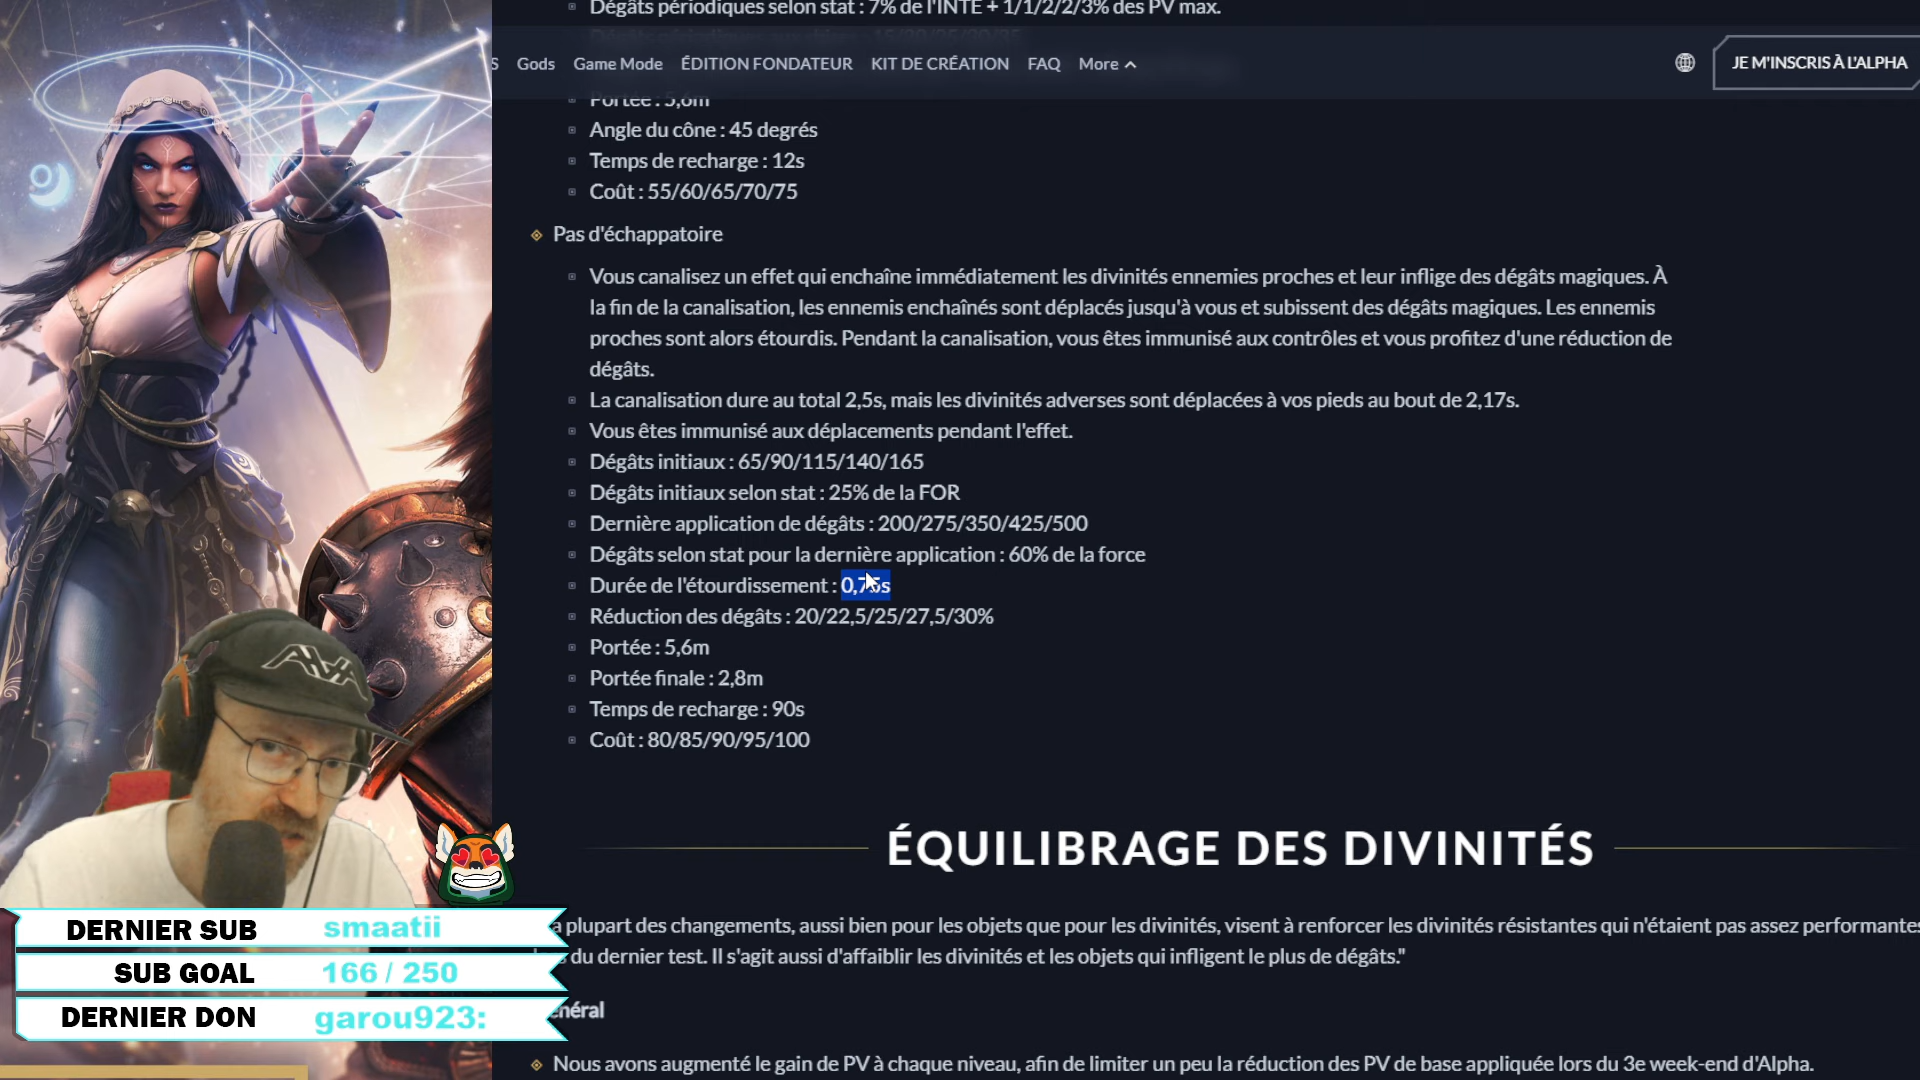 Dégâts périodiques selon stat : 7% de l'INTE + 1/1/2/2/3% des PV max.
S Gods Game Mode ÉDITION FONDATEUR KIT DE CRÉATION FAQ More JE M'INSCRIS À L'ALPHA
Portée : 5,6m
Angle du cône : 45 degrés
Temps de recharge : 12s
Coût : 55/60/65/70/75
Pas d'échappatoire
Vous canalisez un effet qui enchaîne immédiatement les divinités ennemies proches et leur inflige des dégâts magiques. À
la fin de la canalisation, les ennemis enchaînés sont déplacés jusqu'à vous et subissent des dégâts magiques. Les ennemis
proches sont alors étourdis. Pendant la canalisation, vous êtes immunisé aux contrôles et vous profitez d'une réduction de
dégâts.
La canalisation dure au total 2,5s, mais les divinités adverses sont déplacées à vos pieds au bout de 2,17s.
Vous êtes immunisé aux déplacements pendant l'effet.
Dégâts initiaux : 65/90/115/140/165
Dégâts initiaux selon stat : 25% de la FOR
Dernière application de dégâts : 200/275/350/425/500
Dégâts selon stat pour la dernière application : 60% de la force
Durée de l'étourdissement : 0,75s
Réduction des dégâts : 20/22,5/25/27,5/30%
Portée : 5,6m
Portée finale : 2,8m
Temps de recharge : 90s
Coût : 80/85/90/95/100
ÉQUILIBRAGE DES DIVINITÉS
a plupart des changements, aussi bien pour les objets que pour les divinités, visent à renforcer les divinités résistantes qui n'étaient pas assez performantes
du dernier test. Il s'agit aussi d'affaiblir les divinités et les objets qui infligent le plus de dégâts."
énéral
Nous avons augmenté le gain de PV à chaque niveau, afin de limiter un peu la réduction des PV de base appliquée lors du 3e week-end d'Alpha.
AVA
DERNIER SUB smaatii
SUB GOAL 166 / 250
DERNIER DON garou923: